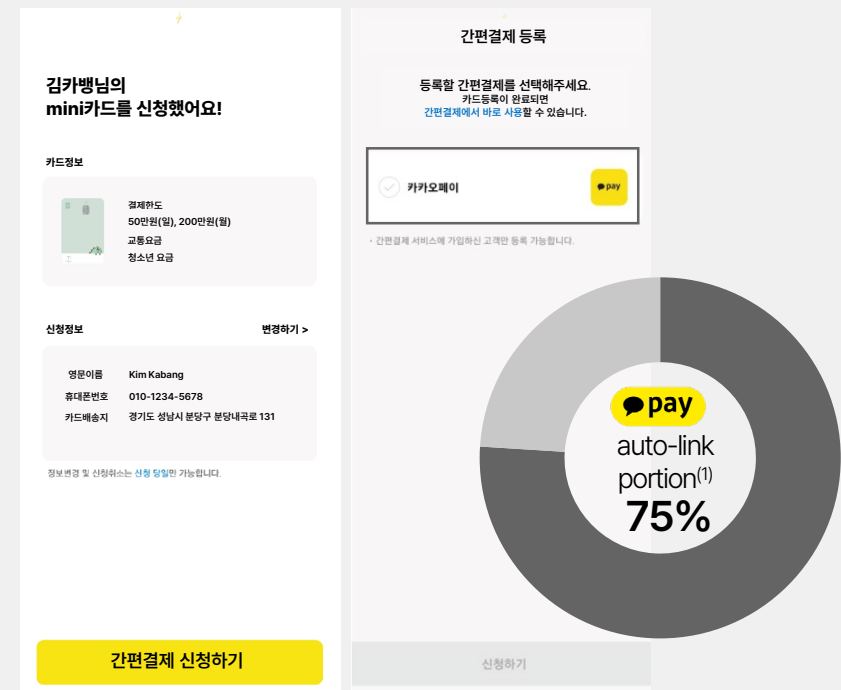 김카뱅님의
mini카드를 신청했어요!
카드정보
결제한도
50만원(일), 200만원(월)
교통요금
청소년 요금
신청정보
변경하기 >
영문이름 Kim Kabang
휴대폰번호 010-1234-5678
카드배송지 경기도 성남시 분당구 분당내곡로 131
정보변경 및 신청취소는 신청 당일만 가능합니다.
간편결제 신청하기
간편결제 등록
등록할 간편결제를 선택해주세요.
카드등록이 완료되면
간편결제에서 바로 사용할 수 있습니다.
카카오페이
pay
· 간편결제 서비스에 가입하신 고객만 등록 가능합니다.
신청하기
pay
auto-link
portion(1)
75%